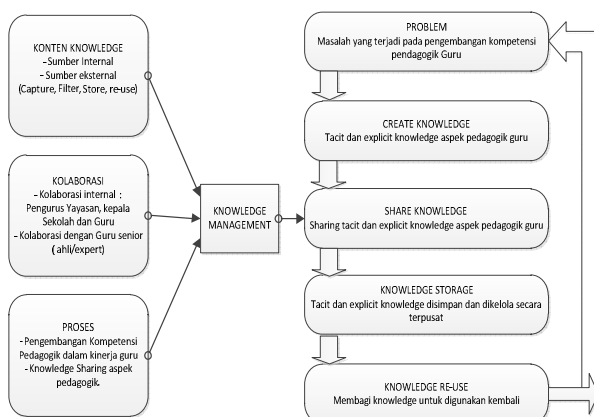 KONTEN KNOWLEDGE
- Sumber Internal
- Sumber eksternal
(Capture, Filter, Store, re-use)
KOLABORASI
- Kolaborasi internal :
Pengurus Yayasan, kepala
Sekolah dan Guru
- Kolaborasi dengan Guru senior
( ahli/expert)
PROSES
- Pengembangan Kompetensi
Pedagogik dalam kinerja guru
- Knowledge Sharing aspek
pedagogik.
KNOWLEDGE
MANAGEMENT
PROBLEM
Masalah yang terjadi pada pengembangan kompetensi
pendagogik Guru
CREATE KNOWLEDGE
Tacit dan explicit knowledge aspek pedagogik guru
SHARE KNOWLEDGE
Sharing tacit dan explicit knowledge aspek pedagogik guru
KNOWLEDGE STORAGE
Tacit dan explicit knowledge disimpan dan dikelola secara
terpusat
KNOWLEDGE RE-USE
Membagi knowledge untuk digunakan kembali